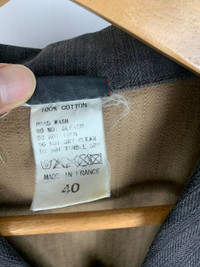 100% COTTON
HAND WASH
DO NOT BLEACH
DO NOT IRON
DO NOT DRY CLEAN
DO NOT TUMBLE DRY
MADE IN FRANCE
40